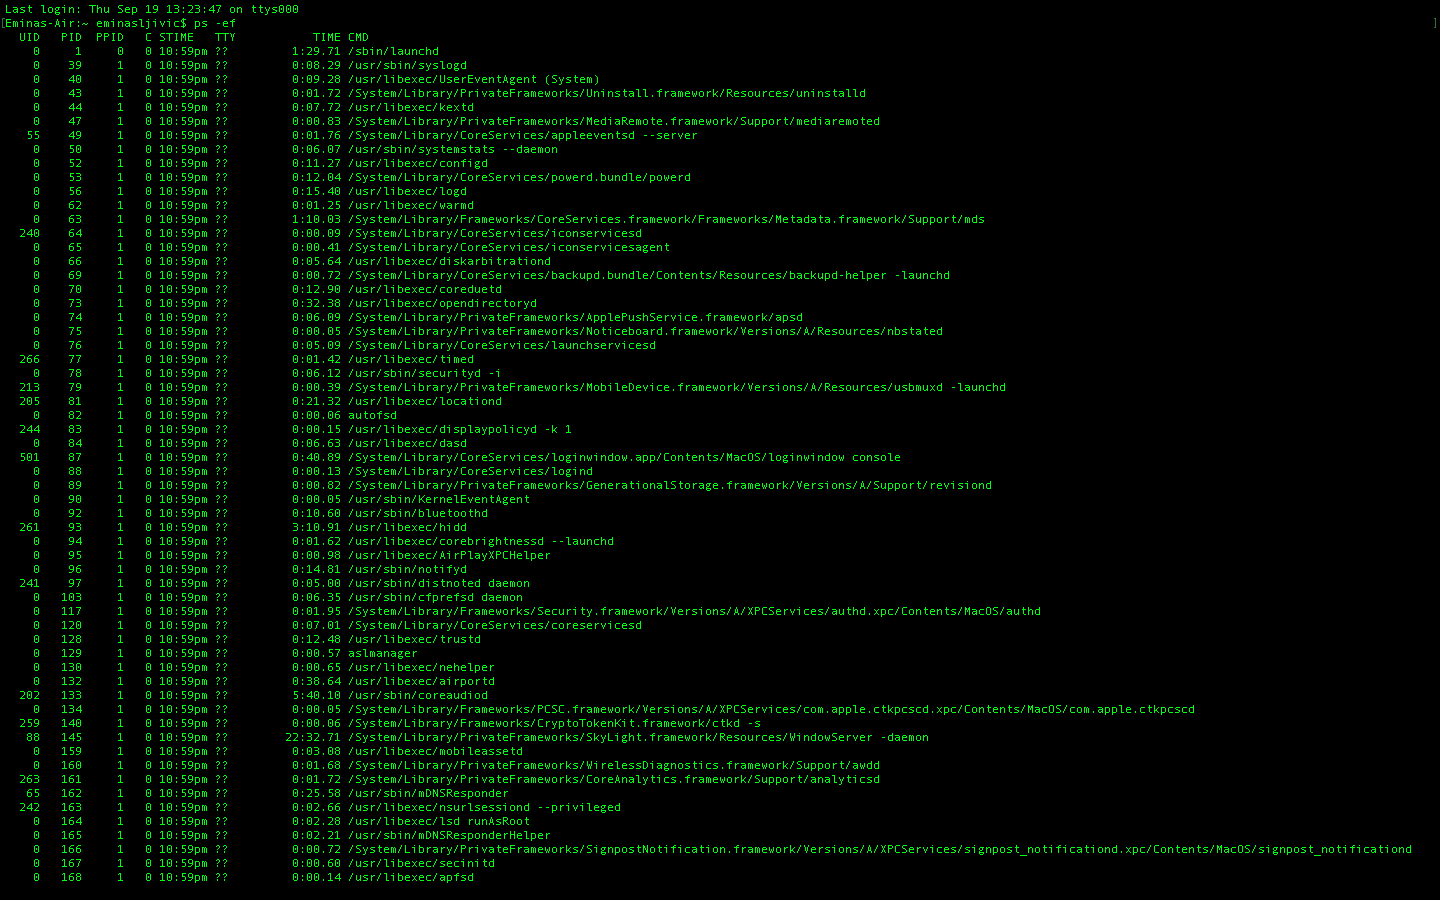 Last login: Thu Sep 19 13:23:47 on ttys000
[Eminas-Air:~ eminasljivic$ ps -ef ]
UID PID PPID C STIME TTY TIME CMD
0 1 0 0 10:59pm ?? 1:29.71 /sbin/launchd
0 39 1 0 10:59pm ?? 0:08.29 /usr/sbin/syslogd
0 40 1 0 10:59pm ?? 0:09.28 /usr/libexec/UserEventAgent (System)
0 43 1 0 10:59pm ?? 0:01.72 /System/Library/PrivateFrameworks/Uninstall.framework/Resources/uninstalld
0 44 1 0 10:59pm ?? 0:07.72 /usr/libexec/kextd
0 47 1 0 10:59pm ?? 0:00.83 /System/Library/PrivateFrameworks/MediaRemote.framework/Support/mediaremoted
55 49 1 0 10:59pm ?? 0:01.76 /System/Library/CoreServices/appleeventsd --server
0 50 1 0 10:59pm ?? 0:06.07 /usr/sbin/systemstats --daemon
0 52 1 0 10:59pm ?? 0:11.27 /usr/libexec/configd
0 53 1 0 10:59pm ?? 0:12.04 /System/Library/CoreServices/powerd.bundle/powerd
0 56 1 0 10:59pm ?? 0:15.40 /usr/libexec/logd
0 62 1 0 10:59pm ?? 0:01.25 /usr/libexec/warmd
0 63 1 0 10:59pm ?? 1:10.03 /System/Library/Frameworks/CoreServices.framework/Frameworks/Metadata.framework/Support/mds
240 64 1 0 10:59pm ?? 0:00.09 /System/Library/CoreServices/iconservicesd
0 65 1 0 10:59pm ?? 0:00.41 /System/Library/CoreServices/iconservicesagent
0 66 1 0 10:59pm ?? 0:05.64 /usr/libexec/diskarbitrationd
0 69 1 0 10:59pm ?? 0:00.72 /System/Library/CoreServices/backupd.bundle/Contents/Resources/backupd-helper -launchd
0 70 1 0 10:59pm ?? 0:12.90 /usr/libexec/coreduetd
0 73 1 0 10:59pm ?? 0:32.38 /usr/libexec/opendirectoryd
0 74 1 0 10:59pm ?? 0:06.09 /System/Library/PrivateFrameworks/ApplePushService.framework/apsd
0 75 1 0 10:59pm ?? 0:00.05 /System/Library/PrivateFrameworks/Noticeboard.framework/Versions/A/Resources/nbstated
0 76 1 0 10:59pm ?? 0:05.09 /System/Library/CoreServices/launchservicesd
266 77 1 0 10:59pm ?? 0:01.42 /usr/libexec/timed
0 78 1 0 10:59pm ?? 0:06.12 /usr/sbin/securityd -i
213 79 1 0 10:59pm ?? 0:00.39 /System/Library/PrivateFrameworks/MobileDevice.framework/Versions/A/Resources/usbmuxd -launchd
205 81 1 0 10:59pm ?? 0:21.32 /usr/libexec/locationd
0 82 1 0 10:59pm ?? 0:00.06 autofsd
244 83 1 0 10:59pm ?? 0:00.15 /usr/libexec/displaypolicyd -k 1
0 84 1 0 10:59pm ?? 0:06.63 /usr/libexec/dasd
501 87 1 0 10:59pm ?? 0:40.89 /System/Library/CoreServices/loginwindow.app/Contents/MacOS/loginwindow console
0 88 1 0 10:59pm ?? 0:00.13 /System/Library/CoreServices/logind
0 89 1 0 10:59pm ?? 0:00.82 /System/Library/PrivateFrameworks/GenerationalStorage.framework/Versions/A/Support/revisiond
0 90 1 0 10:59pm ?? 0:00.05 /usr/sbin/KernelEventAgent
0 92 1 0 10:59pm ?? 0:10.60 /usr/sbin/bluetoothd
261 93 1 0 10:59pm ?? 3:10.91 /usr/libexec/hidd
0 94 1 0 10:59pm ?? 0:01.62 /usr/libexec/corebrightnessd --launchd
0 95 1 0 10:59pm ?? 0:00.98 /usr/libexec/AirPlayXPCHelper
0 96 1 0 10:59pm ?? 0:14.81 /usr/sbin/notifyd
241 97 1 0 10:59pm ?? 0:05.00 /usr/sbin/distnoted daemon
0 103 1 0 10:59pm ?? 0:06.35 /usr/sbin/cfprefsd daemon
0 117 1 0 10:59pm ?? 0:01.95 /System/Library/Frameworks/Security.framework/Versions/A/XPCServices/authd.xpc/Contents/MacOS/authd
0 120 1 0 10:59pm ?? 0:07.01 /System/Library/CoreServices/coreservicesd
0 128 1 0 10:59pm ?? 0:12.48 /usr/libexec/trustd
0 129 1 0 10:59pm ?? 0:00.57 aslmanager
0 130 1 0 10:59pm ?? 0:00.65 /usr/libexec/nehelper
0 132 1 0 10:59pm ?? 0:38.64 /usr/libexec/airportd
202 133 1 0 10:59pm ?? 5:40.10 /usr/sbin/coreaudiod
0 134 1 0 10:59pm ?? 0:00.05 /System/Library/Frameworks/PCSC.framework/Versions/A/XPCServices/com.apple.ctkpcscd.xpc/Contents/MacOS/com.apple.ctkpcscd
259 140 1 0 10:59pm ?? 0:00.06 /System/Library/Frameworks/CryptoTokenKit.framework/ctkd -s
88 145 1 0 10:59pm ?? 22:32.71 /System/Library/PrivateFrameworks/SkyLight.framework/Resources/WindowServer -daemon
0 159 1 0 10:59pm ?? 0:03.08 /usr/libexec/mobileassetd
0 160 1 0 10:59pm ?? 0:01.68 /System/Library/PrivateFrameworks/WirelessDiagnostics.framework/Support/awdd
263 161 1 0 10:59pm ?? 0:01.72 /System/Library/PrivateFrameworks/CoreAnalytics.framework/Support/analyticsd
65 162 1 0 10:59pm ?? 0:25.58 /usr/sbin/mDNSResponder
242 163 1 0 10:59pm ?? 0:02.66 /usr/libexec/nsurlsessiond --privileged
0 164 1 0 10:59pm ?? 0:02.28 /usr/libexec/lsd runAsRoot
0 165 1 0 10:59pm ?? 0:02.21 /usr/sbin/mDNSResponderHelper
0 166 1 0 10:59pm ?? 0:00.72 /System/Library/PrivateFrameworks/SignpostNotification.framework/Versions/A/XPCServices/signpost_notificationd.xpc/Contents/MacOS/signpost_notificationd
0 167 1 0 10:59pm ?? 0:00.60 /usr/libexec/secinitd
0 168 1 0 10:59pm ?? 0:00.14 /usr/libexec/apfsd